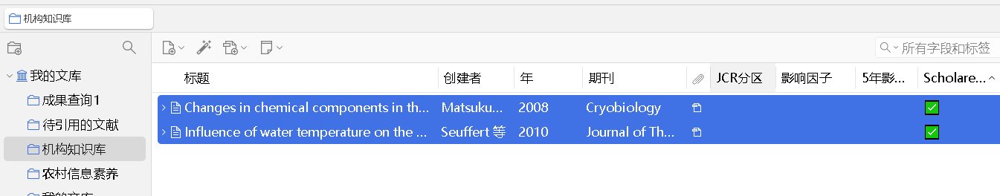 机构知识库
所有字段和标签
我的文库
成果查询1
待引用的文献
机构知识库
农村信息素养
标题 创建者 年 期刊 JCR分区 影响因子 5年影... Scholare...
Changes in chemical components in th... Matsuku... 2008 Cryobiology
Influence of water temperature on the ... Seuffert 等 2010 Journal of Th...